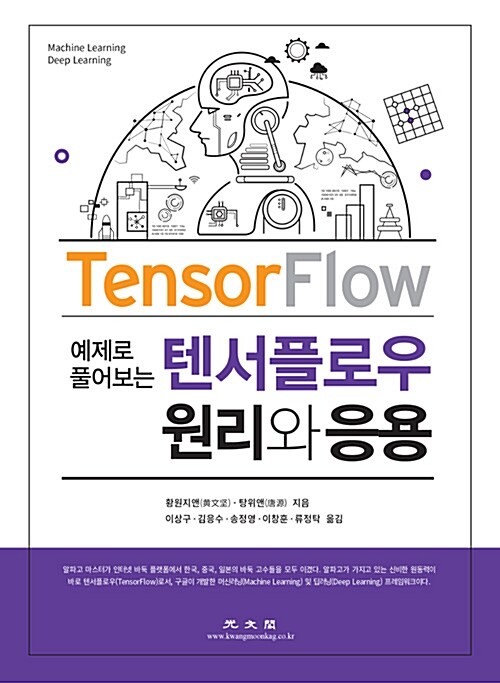 Machine Learning
Deep Learning
TensorFlow
예제로
풀어보는 텐서플로우
원리와 응용
황원지앤(黄文坚) · 탕위앤(唐源) 지음
이상구 · 김응수 · 송정영 · 이창훈 · 류정탁 옮김
알파고 마스터가 인터넷 바둑 플랫폼에서 한국, 중국, 일본의 바둑 고수들을 모두 이겼다. 알파고가 가지고 있는 신비한 원동력이
바로 텐서플로우(TensorFlow)로서, 구글이 개발한 머신러닝(Machine Learning) 및 딥러닝(Deep Learning) 프레임워크이다.
光文閣
www.kwangmoonkag.co.kr